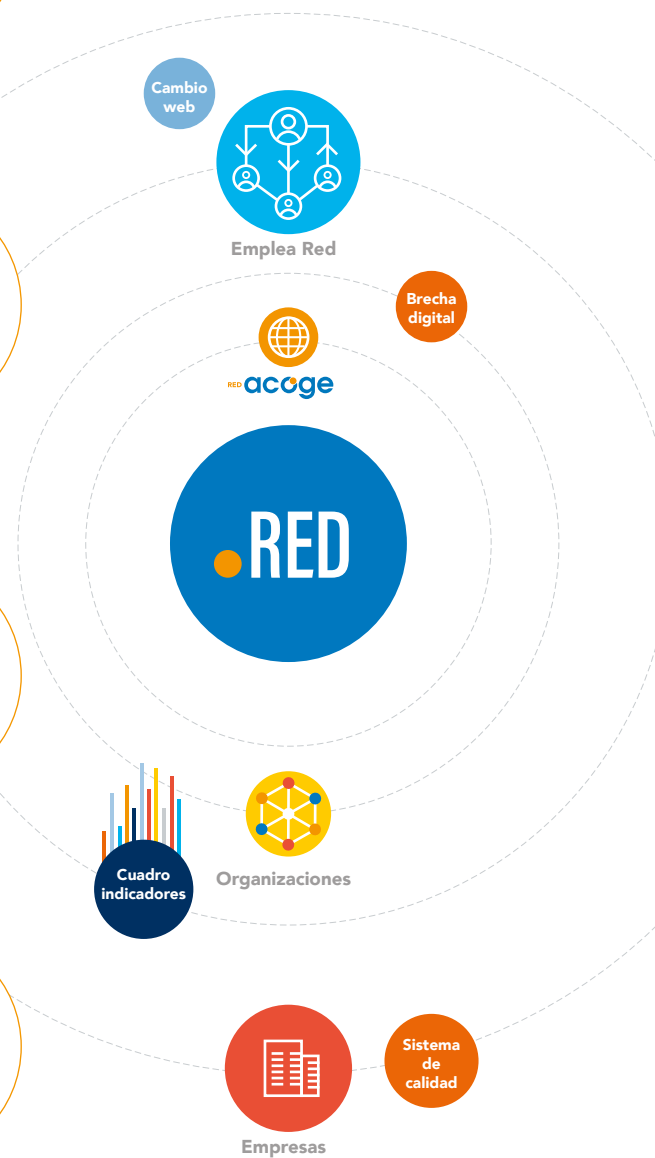 Cambio
web
Emplea Red
Brecha
digital
RED acoge
.RED
Cuadro
indicadores
Organizaciones
Sistema
de
calidad
Empresas